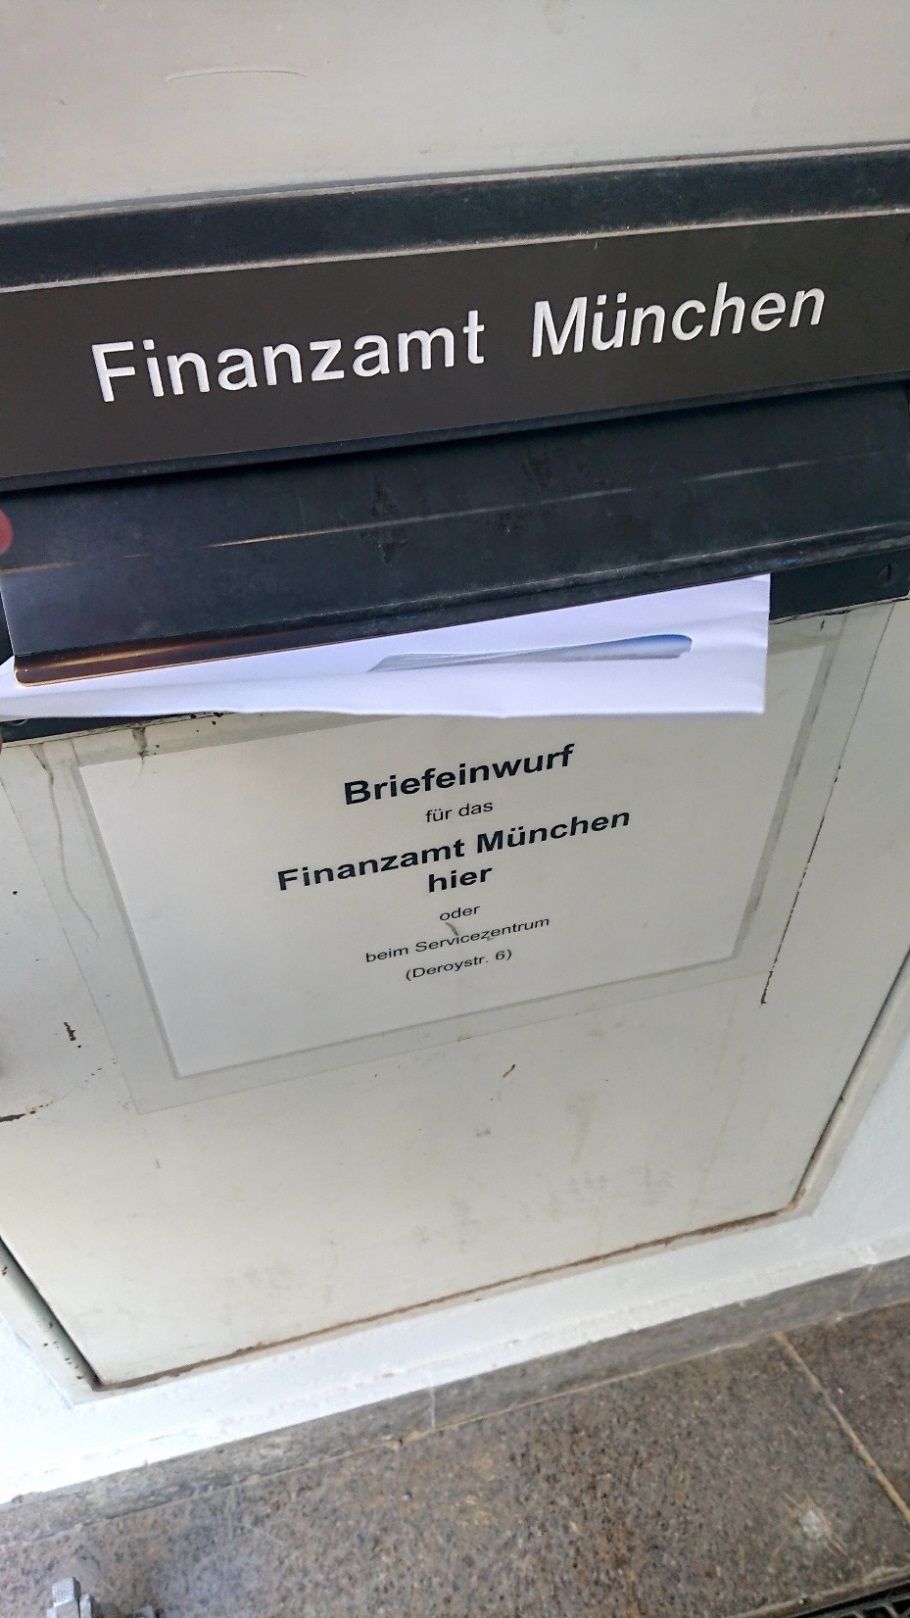 Finanzamt München
Briefeinwurf
für das
Finanzamt München
hier
oder
beim Servicezentrum
(Deroystr. 6)